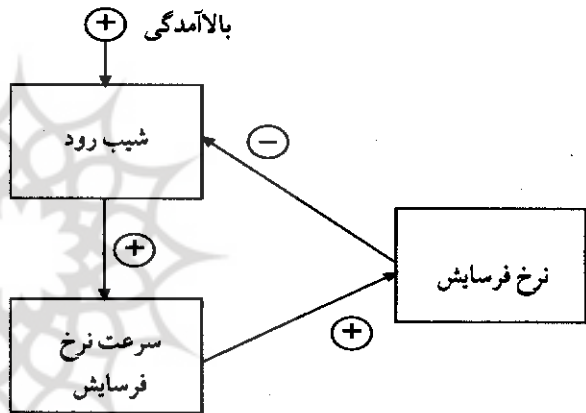 بالاآمدگی
+
شیب رود
−
+
نرخ فرسایش
سرعت نرخ
فرسایش
+